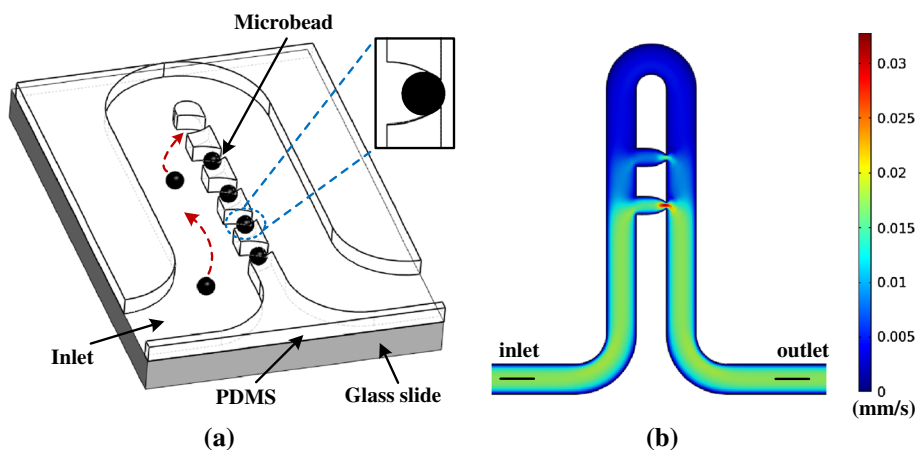 (a)
Microbead
Inlet
PDMS
Glass slide
(b)
inlet
outlet
0.03
0.025
0.02
0.015
0.01
0.005
0
(mm/s)